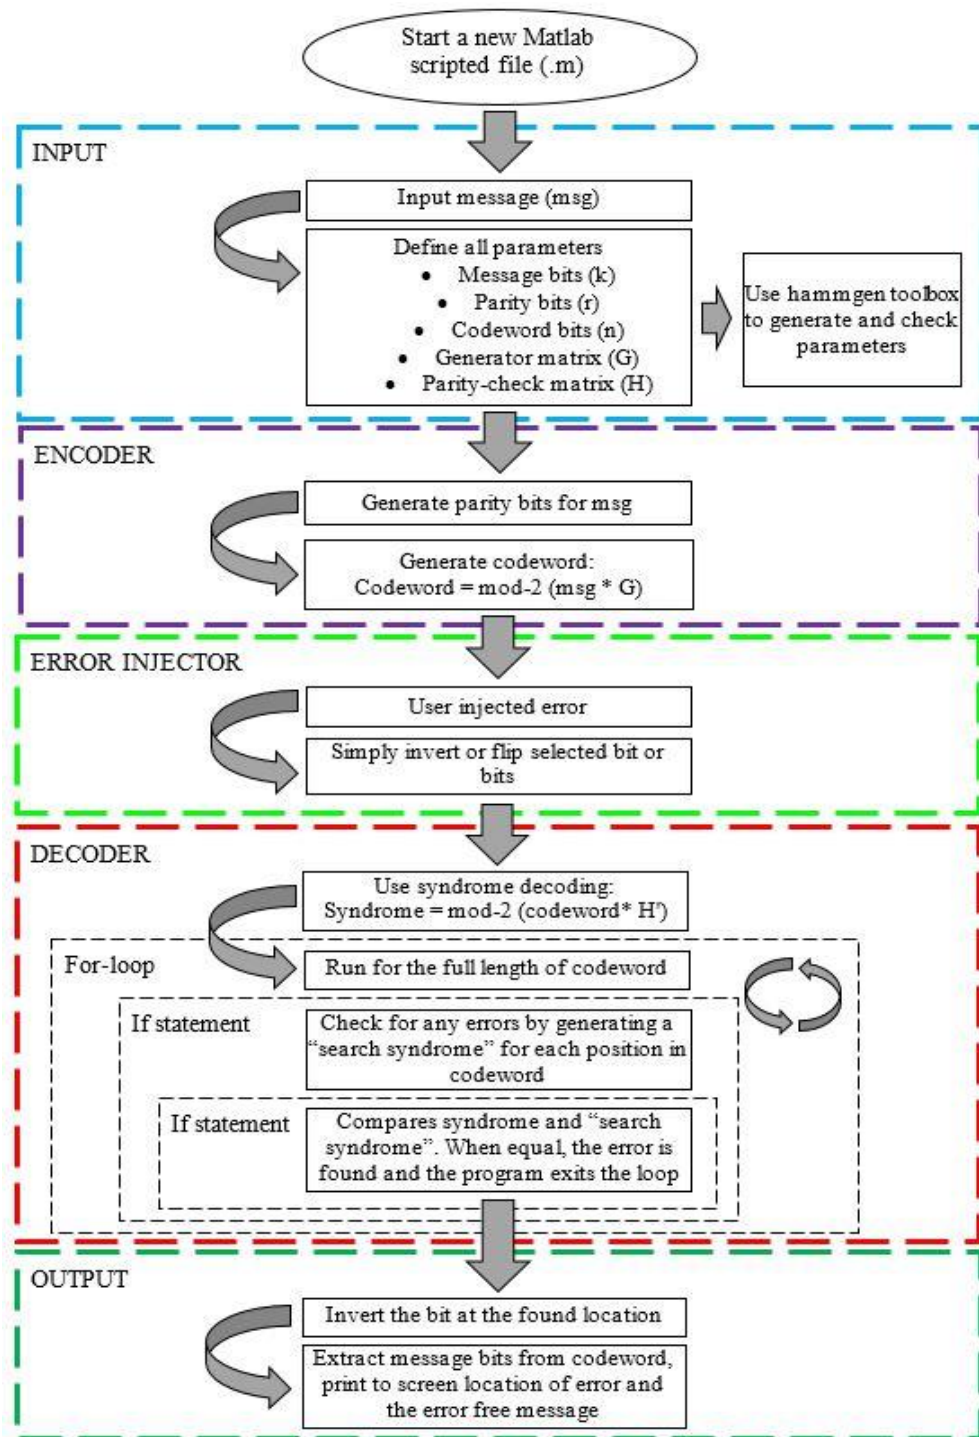 Start a new Matlab
scripted file (.m)
INPUT
Input message (msg)
Define all parameters
• Message bits (k)
• Parity bits (r)
• Codeword bits (n)
• Generator matrix (G)
• Parity-check matrix (H)
Use hammgen toolbox
to generate and check
parameters
ENCODER
Generate parity bits for msg
Generate codeword:
Codeword = mod-2 (msg * G)
ERROR INJECTOR
User injected error
Simply invert or flip selected bit or
bits
DECODER
Use syndrome decoding:
Syndrome = mod-2 (codeword* H')
For-loop
Run for the full length of codeword
If statement
Check for any errors by generating a
“search syndrome” for each position in
codeword
If statement
Compares syndrome and “search
syndrome”. When equal, the error is
found and the program exits the loop
OUTPUT
Invert the bit at the found location
Extract message bits from codeword,
print to screen location of error and
the error free message